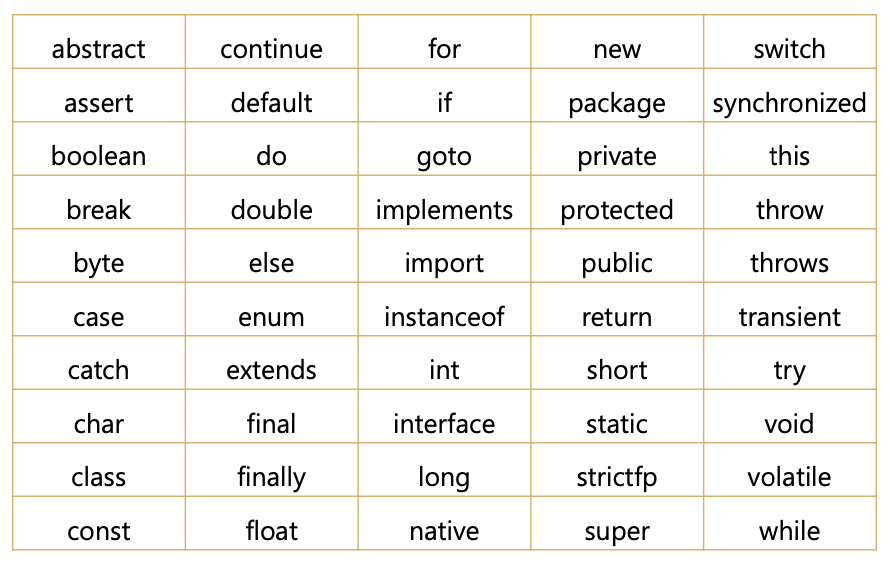 abstract continue for new switch
assert default if package synchronized
boolean do goto private this
break double implements protected throw
byte else import public throws
case enum instanceof return transient
catch extends int short try
char final interface static void
class finally long strictfp volatile
const float native super while